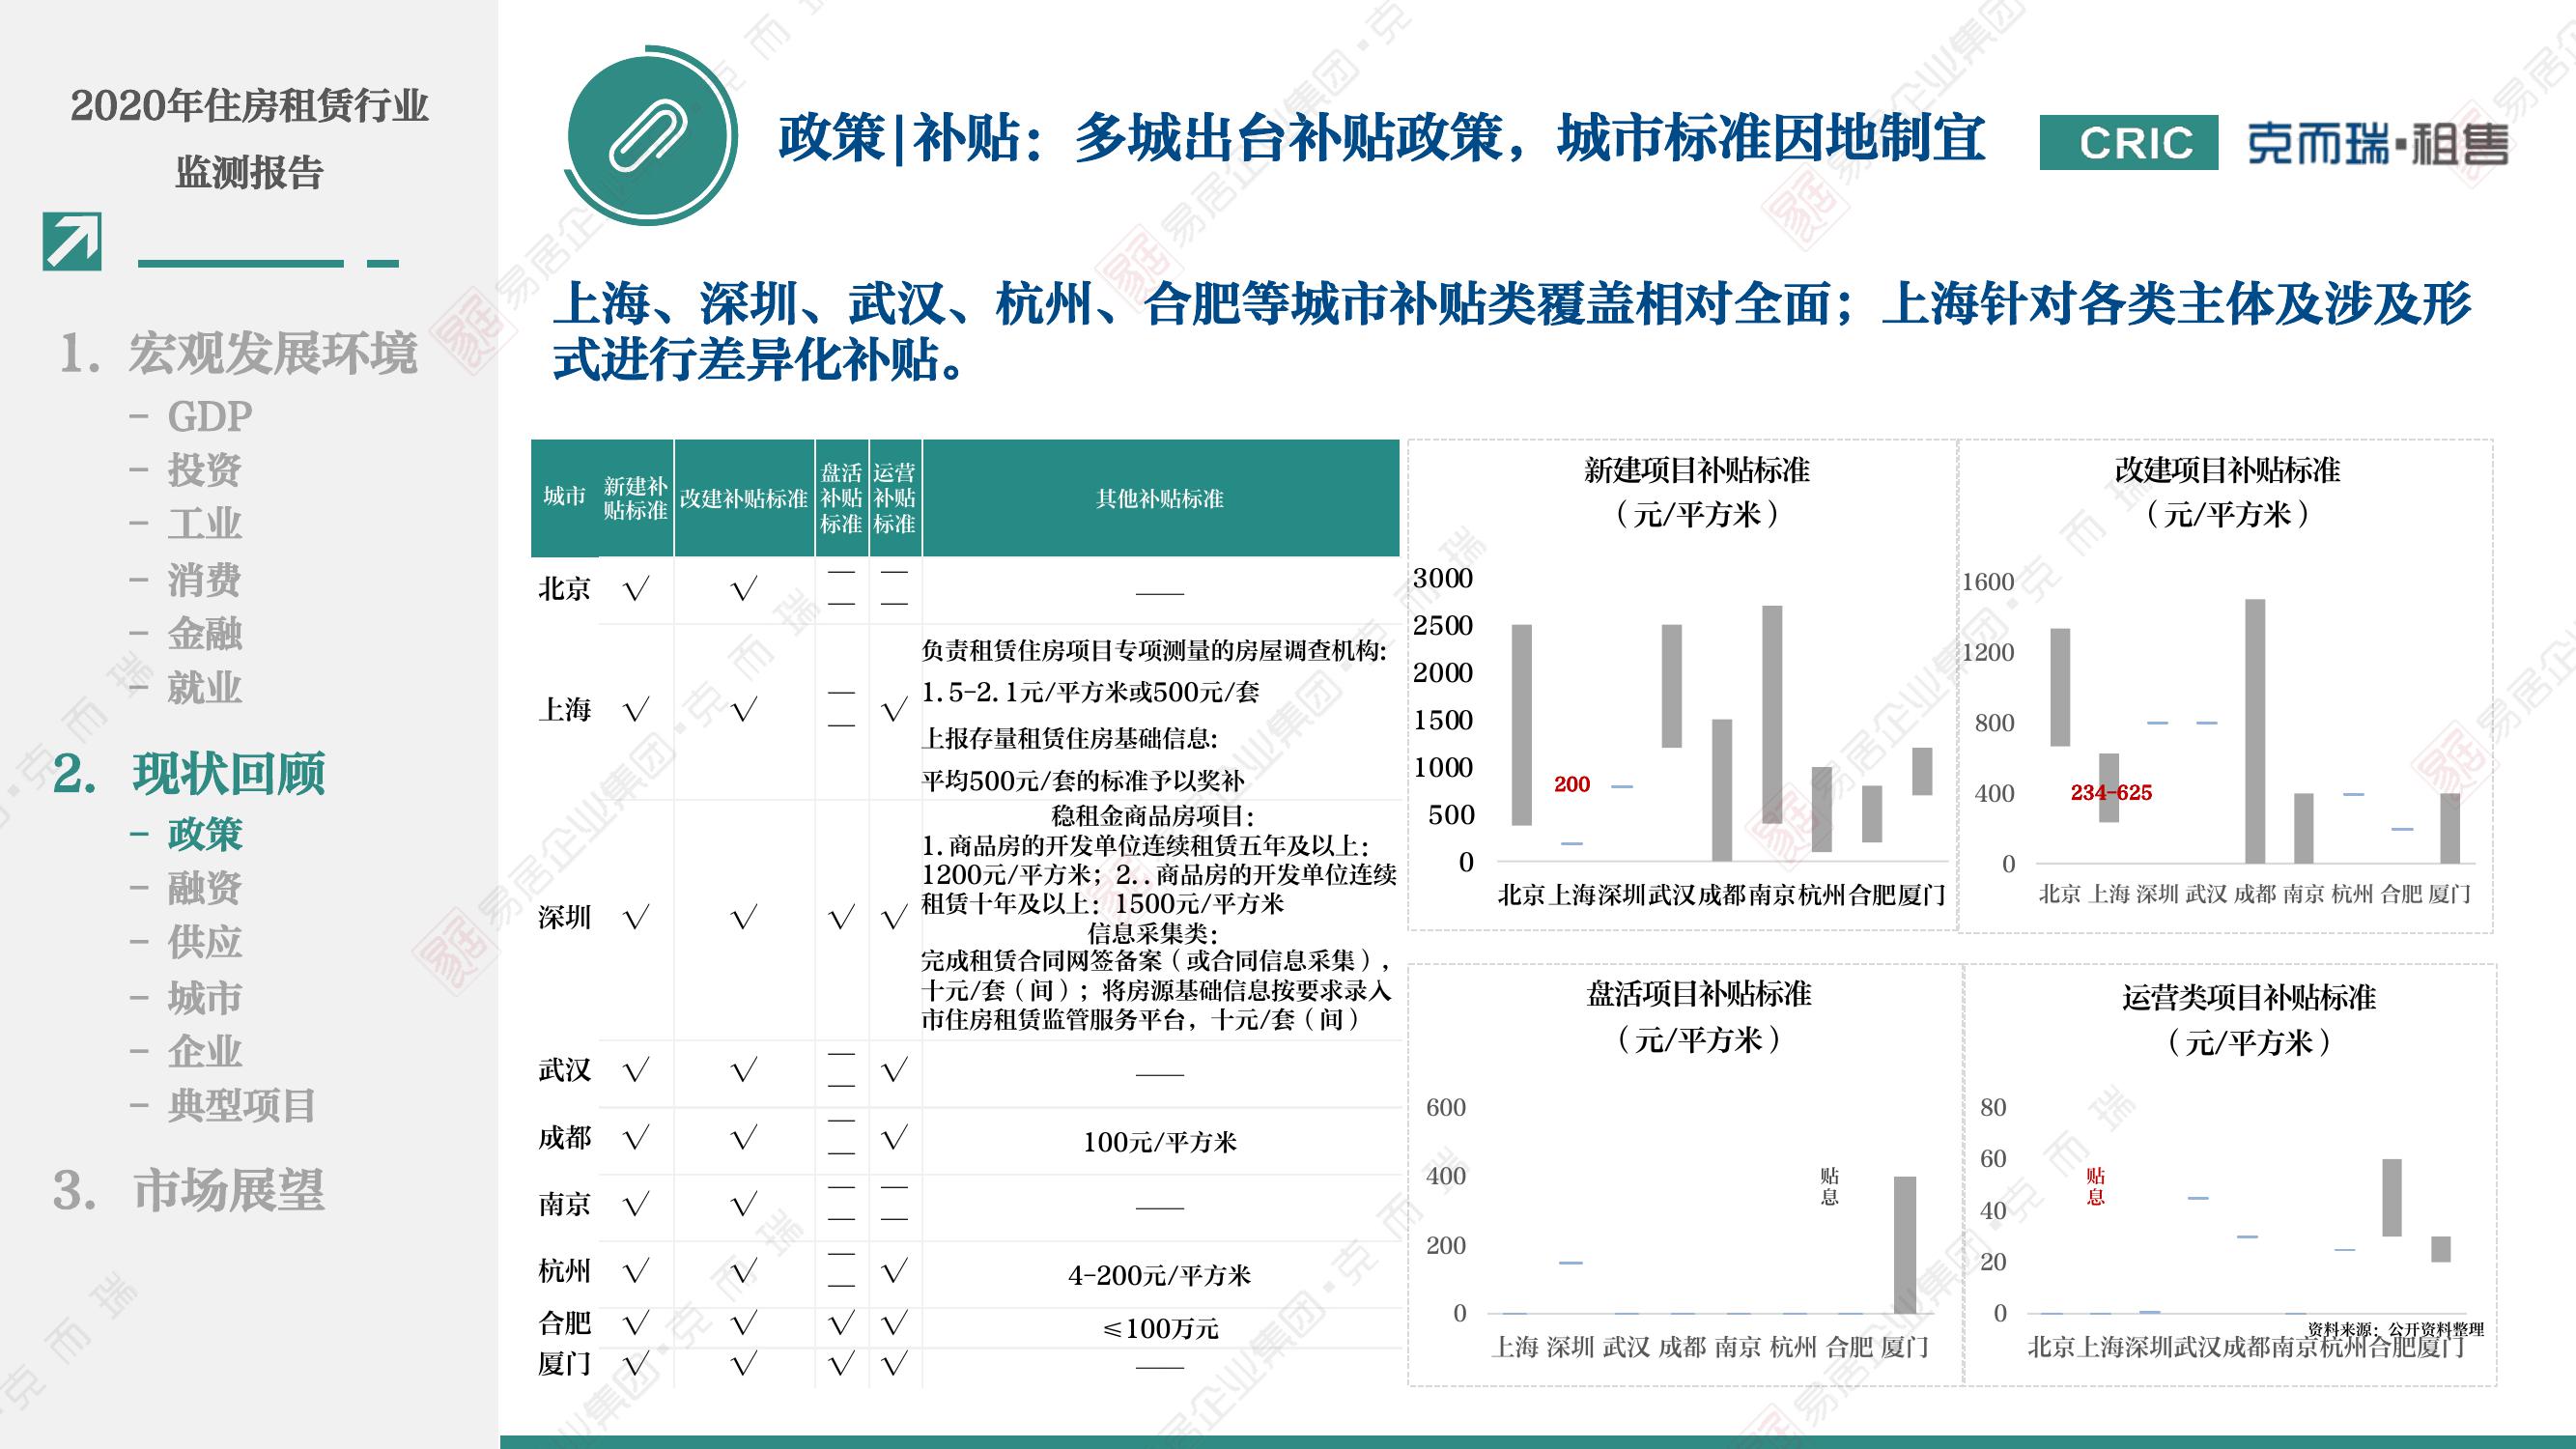 2020年住房租赁行业
监测报告
1. 宏观发展环境
– GDP
– 投资
– 工业
– 消费
– 金融
– 就业
2. 现状回顾
– 政策
– 融资
– 供应
– 城市
– 企业
– 典型项目
3. 市场展望
政策|补贴：多城出台补贴政策，城市标准因地制宜
CRIC 克而瑞·租售
上海、深圳、武汉、杭州、合肥等城市补贴类覆盖相对全面；上海针对各类主体及涉及形
式进行差异化补贴。
城市 新建补贴标准 改建补贴标准 盘活补贴标准 运营补贴标准 其他补贴标准
北京 √ √ —— —— ——
上海 √ √ —— √
负责租赁住房项目专项测量的房屋调查机构:
1.5-2.1元/平方米或500元/套
上报存量租赁住房基础信息:
平均500元/套的标准予以奖补
深圳 √ √ √ √
稳租金商品房项目：
1.商品房的开发单位连续租赁五年及以上：
1200元/平方米；2..商品房的开发单位连续
租赁十年及以上：1500元/平方米
信息采集类：
完成租赁合同网签备案（或合同信息采集），
十元/套（间）；将房源基础信息按要求录入
市住房租赁监管服务平台，十元/套（间）
武汉 √ √ —— √ ——
成都 √ √ —— √ 100元/平方米
南京 √ √ —— —— ——
杭州 √ √ —— √ 4-200元/平方米
合肥 √ √ √ √ ≤100万元
厦门 √ √ √ √ ——
新建项目补贴标准
（元/平方米）
3000
2500
2000
1500
1000
500
0
200
北京 上海 深圳 武汉 成都 南京 杭州 合肥 厦门
改建项目补贴标准
（元/平方米）
1600
1200
800
400
0
234-625
北京 上海 深圳 武汉 成都 南京 杭州 合肥 厦门
盘活项目补贴标准
（元/平方米）
600
400
200
0
贴
息
上海 深圳 武汉 成都 南京 杭州 合肥 厦门
运营类项目补贴标准
（元/平方米）
80
60
40
20
0
贴
息
资料来源：公开资料整理
北京 上海 深圳 武汉 成都 南京 杭州 合肥 厦门
易居企业集团·克而瑞